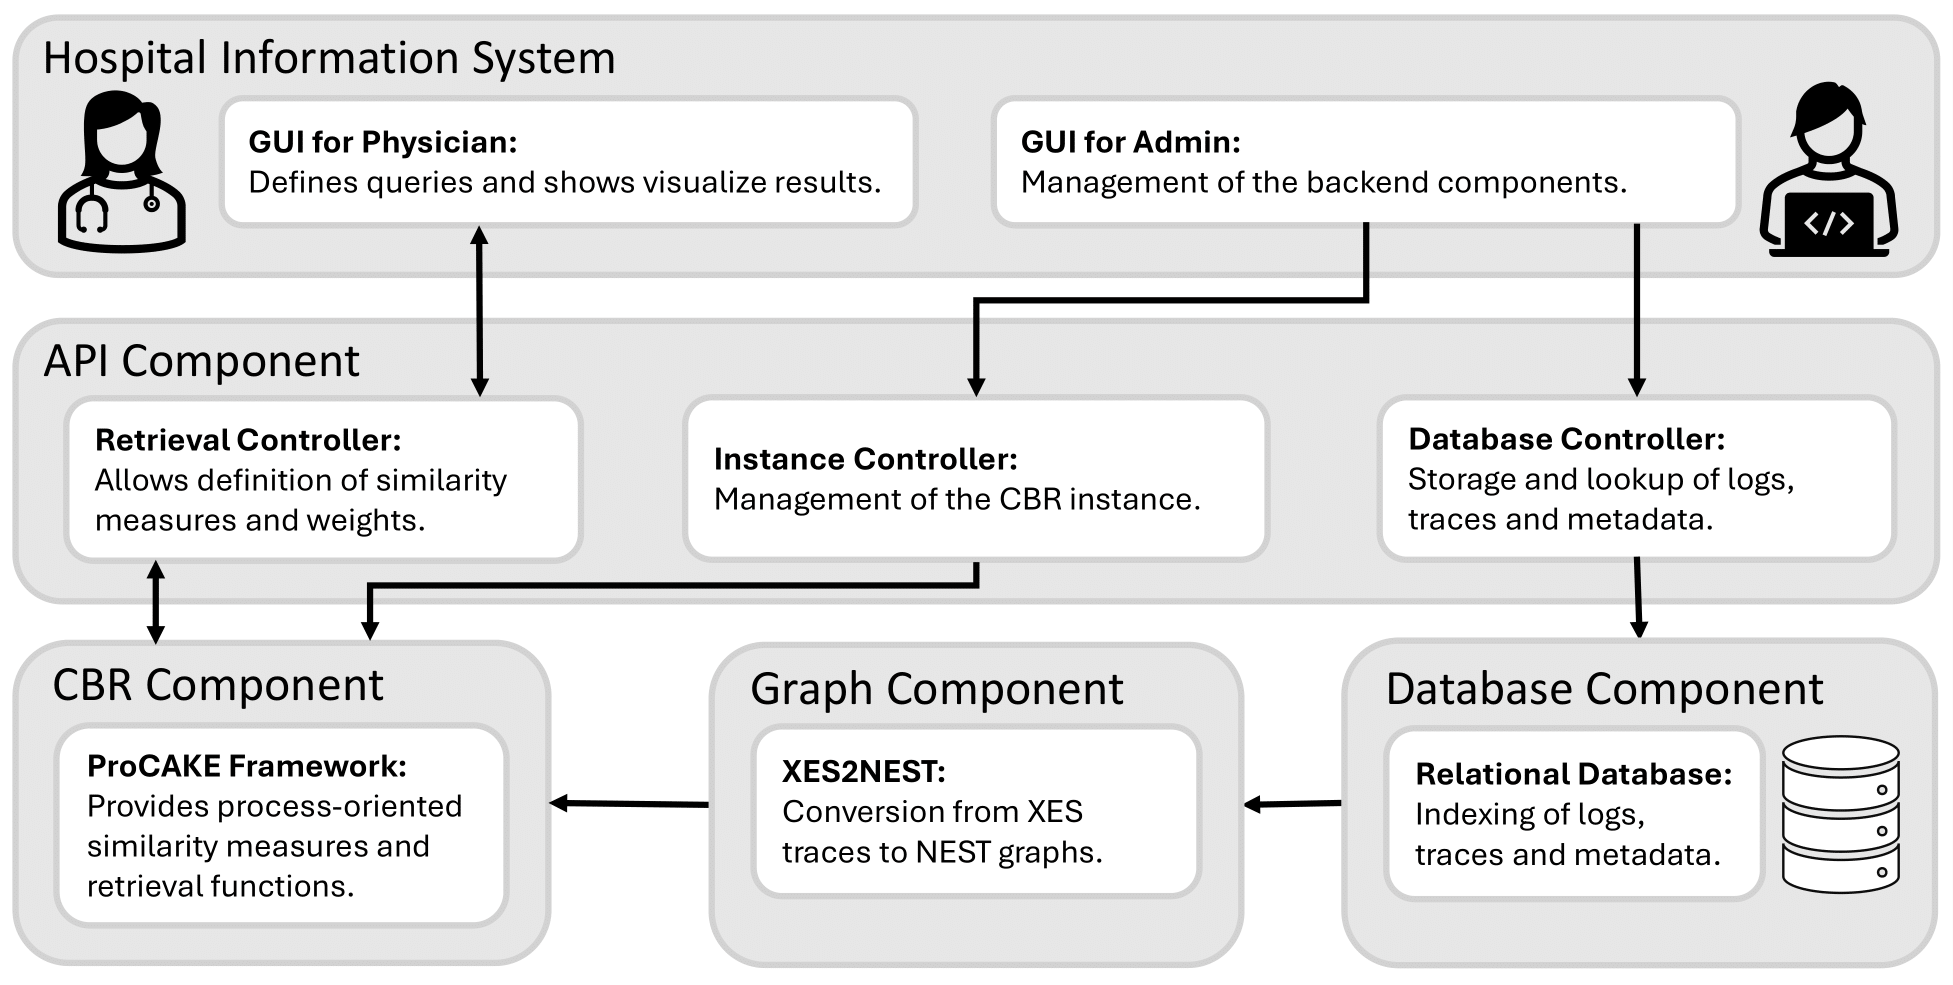 Hospital Information System
GUI for Physician:
Defines queries and shows visualize results.
GUI for Admin:
Management of the backend components.
</>
API Component
Retrieval Controller:
Allows definition of similarity
measures and weights.
Instance Controller:
Management of the CBR instance.
Database Controller:
Storage and lookup of logs,
traces and metadata.
CBR Component
ProCAKE Framework:
Provides process-oriented
similarity measures and
retrieval functions.
Graph Component
XES2NEST:
Conversion from XES
traces to NEST graphs.
Database Component
Relational Database:
Indexing of logs,
traces and metadata.